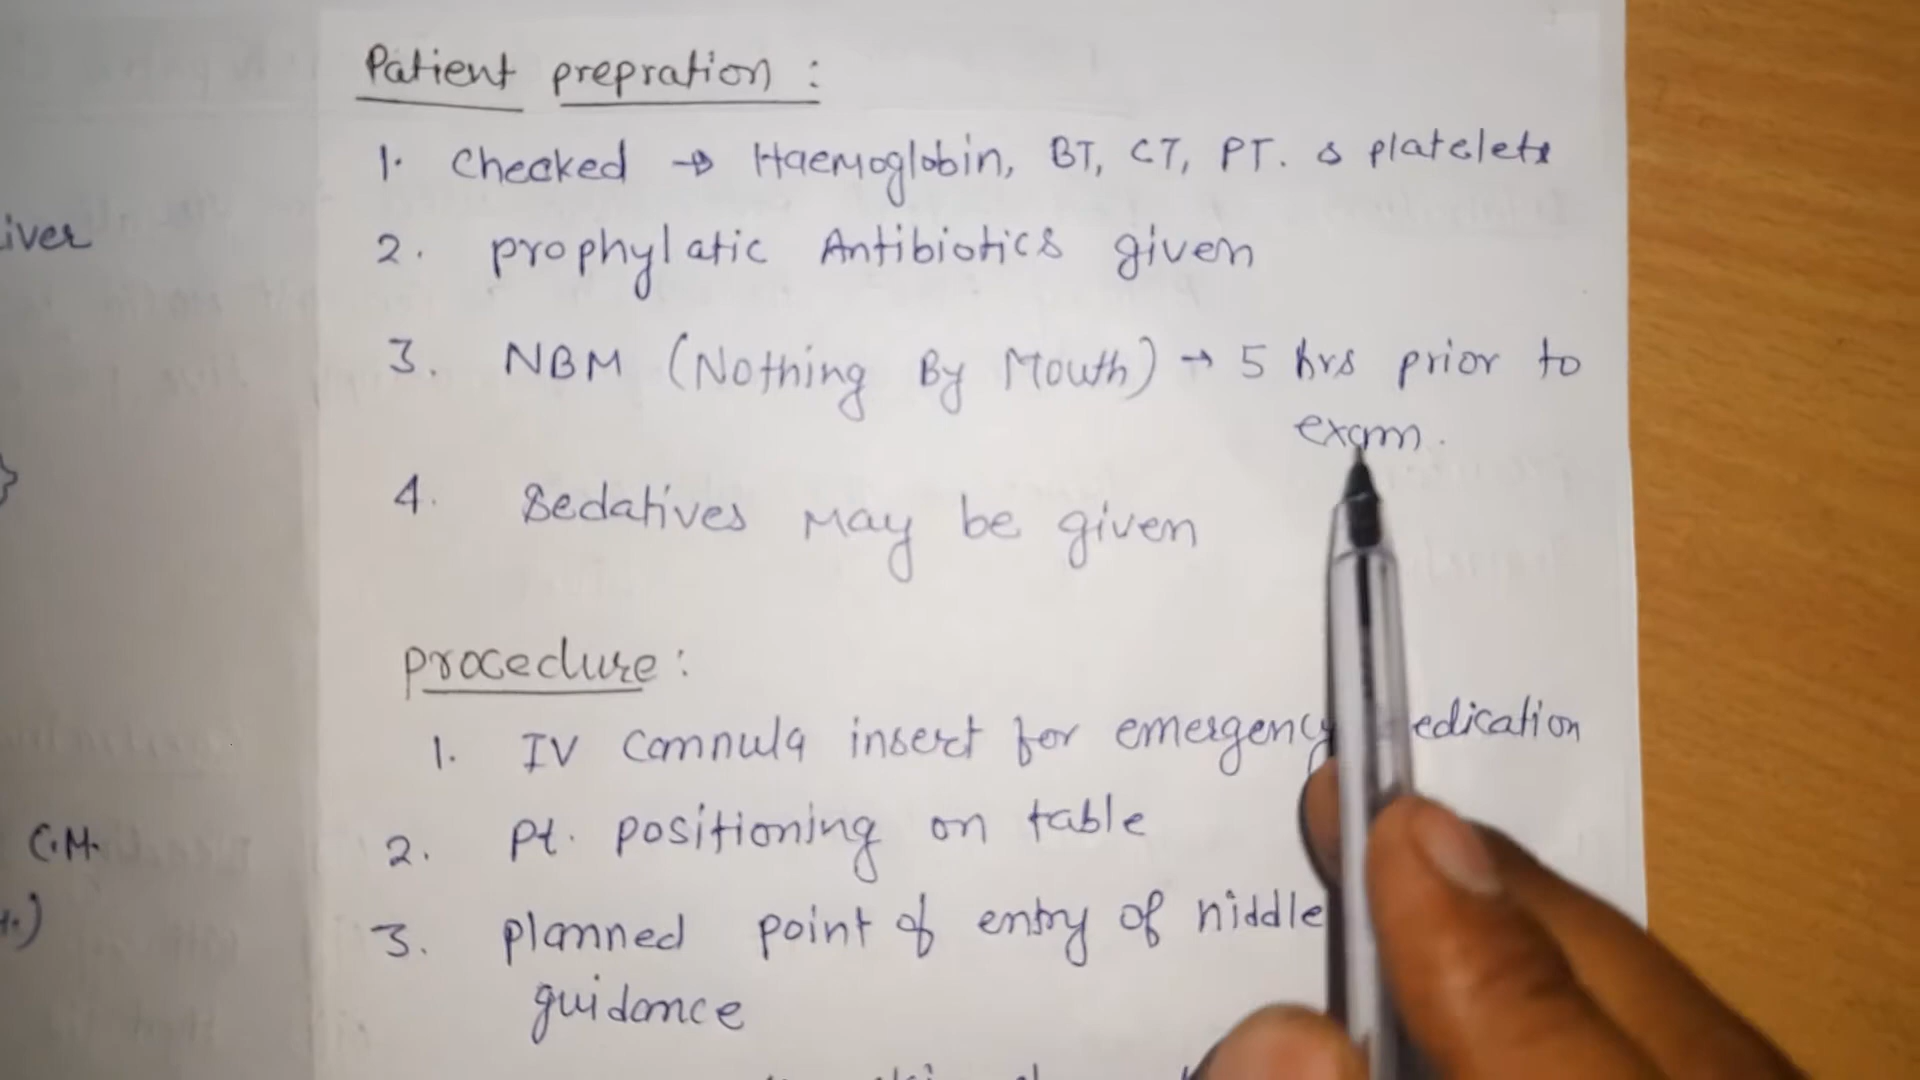 Patient prepration :
1. Checked → Haemoglobin, BT, CT, PT. & platelets
iver
2. prophylatic Antibiotics given
3. NBM (Nothing By Mouth) → 5 hrs prior to
exam.
4. Sedatives may be given
procedure :
1. IV Cannula insert for emergency edication
C.M.
2. Pt. positioning on table
3. planned point of entry of niddle
guidance